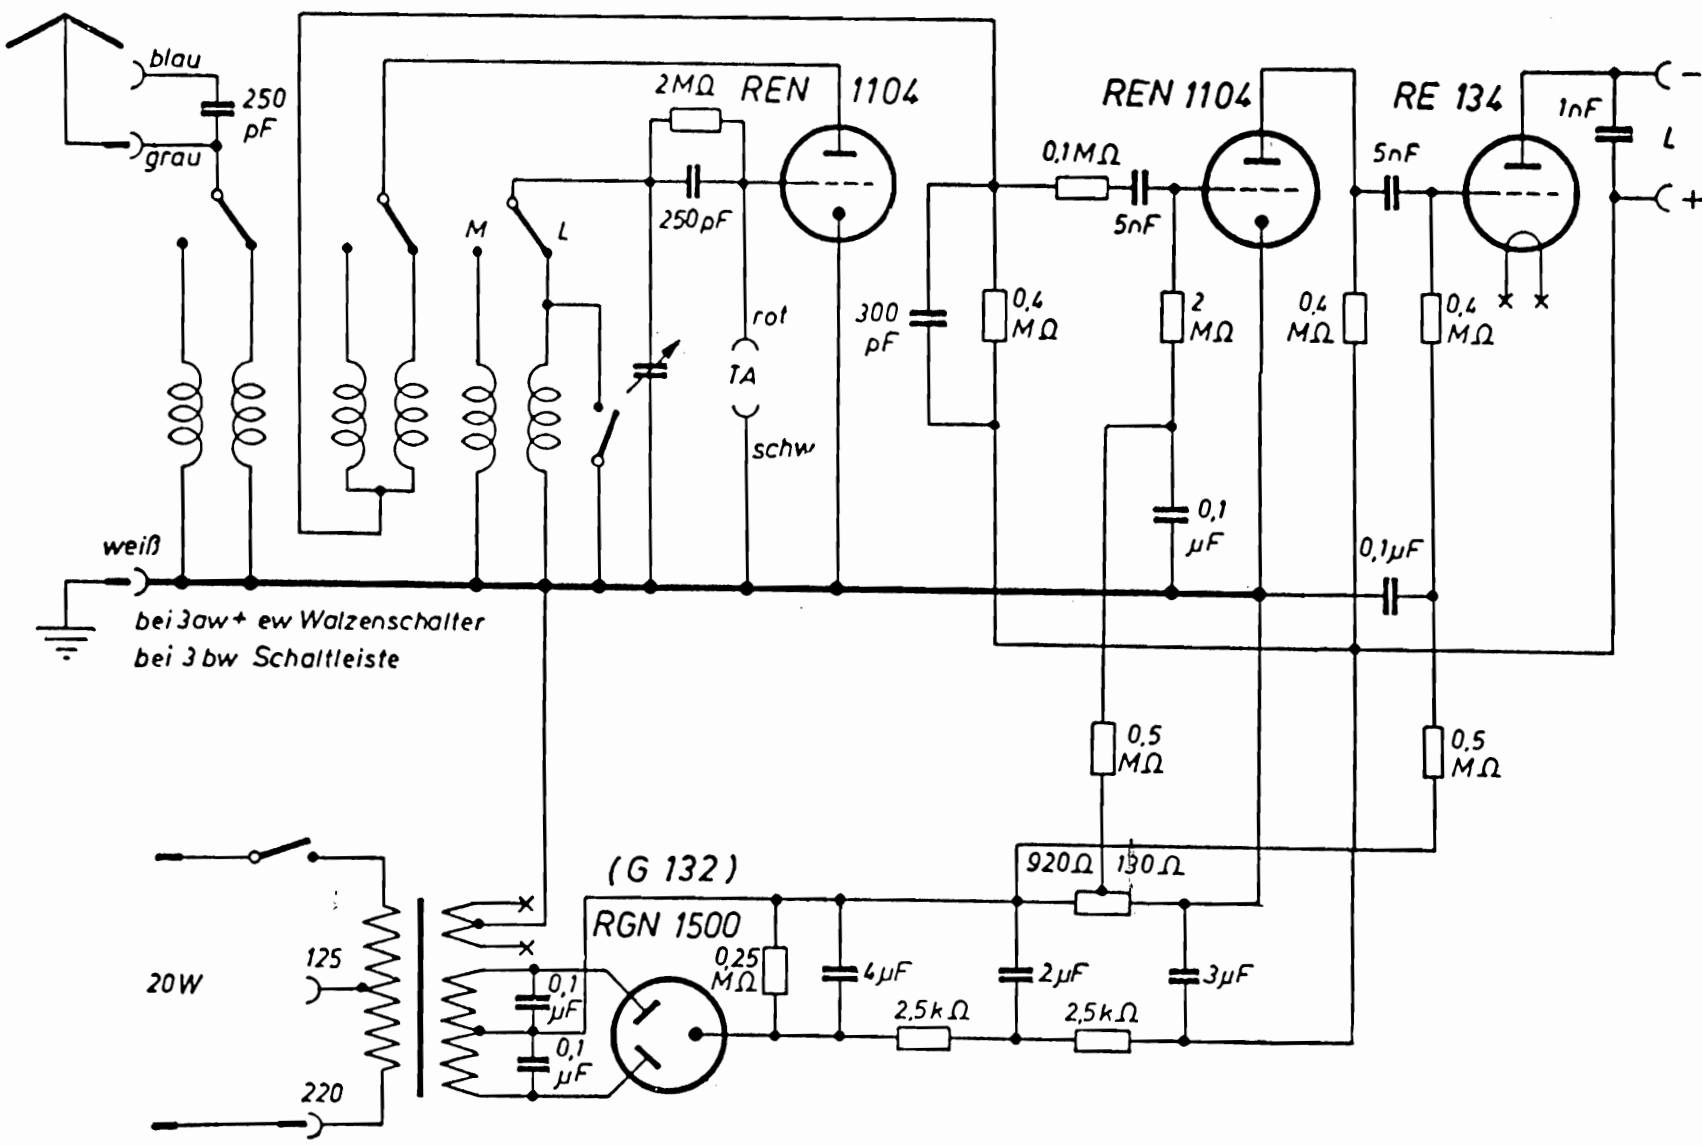 blau
250
pF
grau
2MΩ
REN 1104
250pF
M
L
rot
TA
schw
300
pF
0,4
MΩ
0,1MΩ
5nF
REN 1104
2
MΩ
0,1
µF
0,4
MΩ
5nF
RE 134
0,4
MΩ
1nF
L
−
+
0,1µF
weiß
bei 3aw + ew Walzenschalter
bei 3bw Schaltleiste
0,5
MΩ
0,5
MΩ
920Ω
130Ω
20W
125
220
(G 132)
RGN 1500
0,1
µF
0,1
µF
0,25
MΩ
4µF
2,5kΩ
2µF
2,5kΩ
3µF